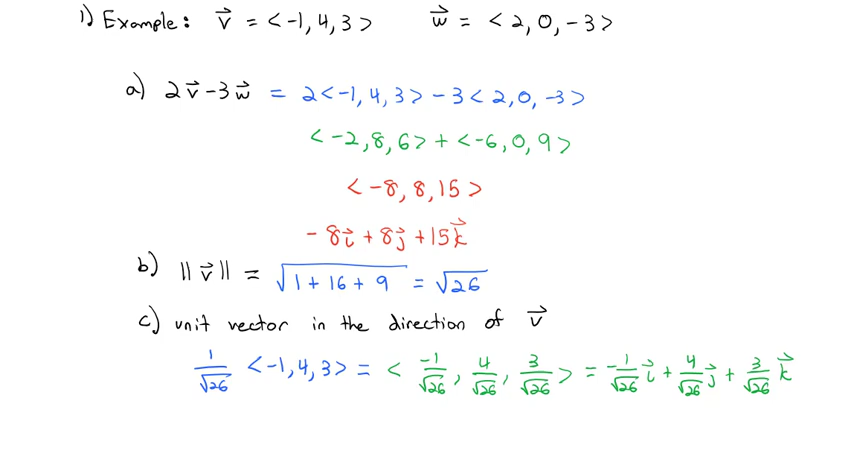 1) Example: v⃗ = < -1, 4, 3 > w⃗ = < 2, 0, -3 >
a) 2v⃗ - 3w⃗ = 2 < -1, 4, 3 > - 3 < 2, 0, -3 >
< -2, 8, 6 > + < -6, 0, 9 >
< -8, 8, 15 >
- 8i⃗ + 8j⃗ + 15k⃗
b) || v⃗ || = √(1 + 16 + 9) = √26
c) unit vector in the direction of v⃗
1/√26 < -1, 4, 3 > = < -1/√26, 4/√26, 3/√26 > = -1/√26 i⃗ + 4/√26 j⃗ + 3/√26 k⃗